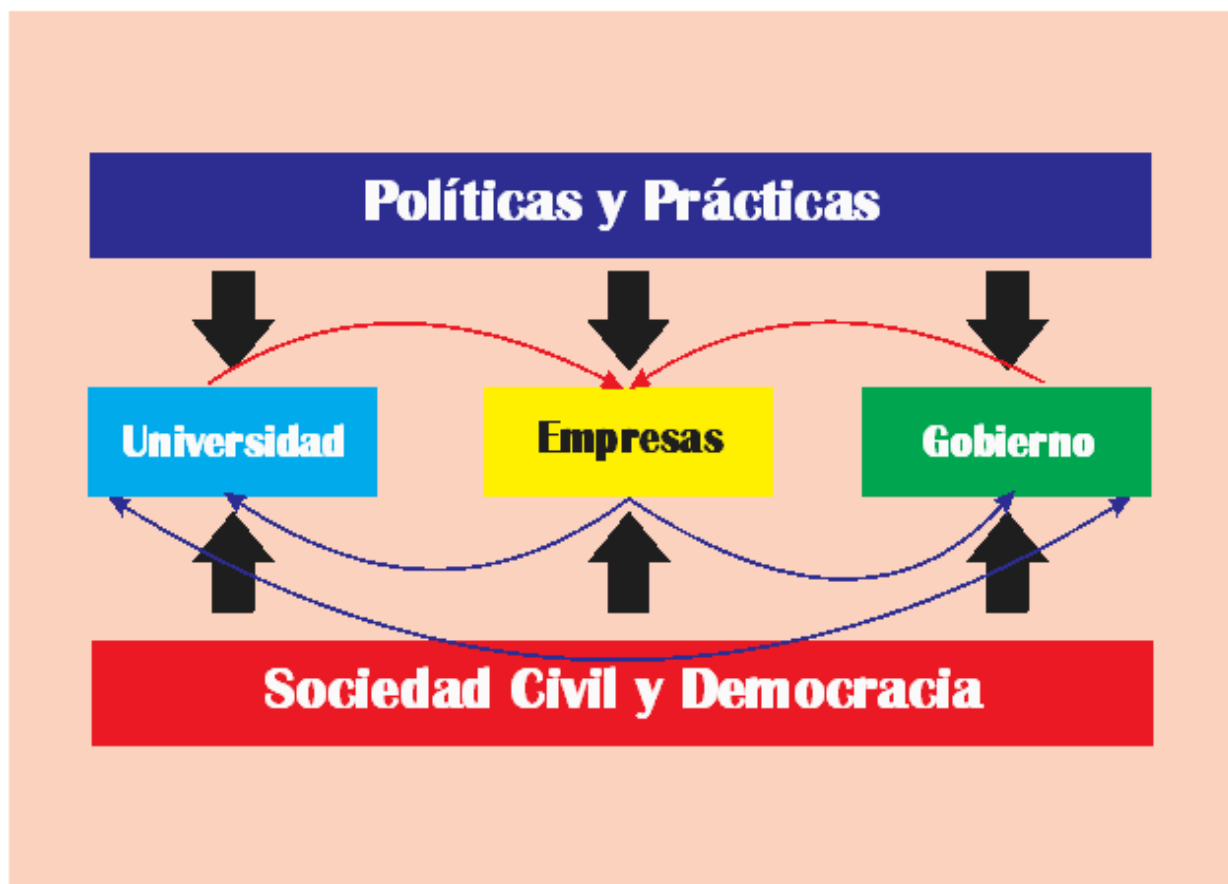 Políticas y Prácticas
Universidad
Empresas
Gobierno
Sociedad Civil y Democracia